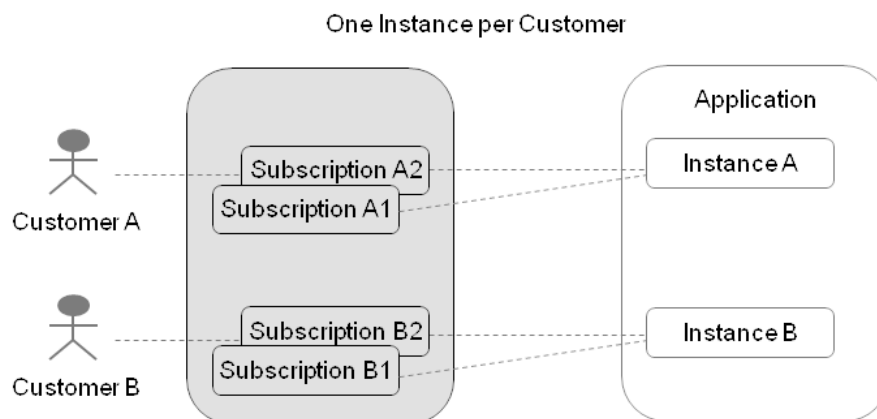 One Instance per Customer
Application
Subscription A2
Instance A
Subscription A1
Customer A
Subscription B2
Instance B
Subscription B1
Customer B